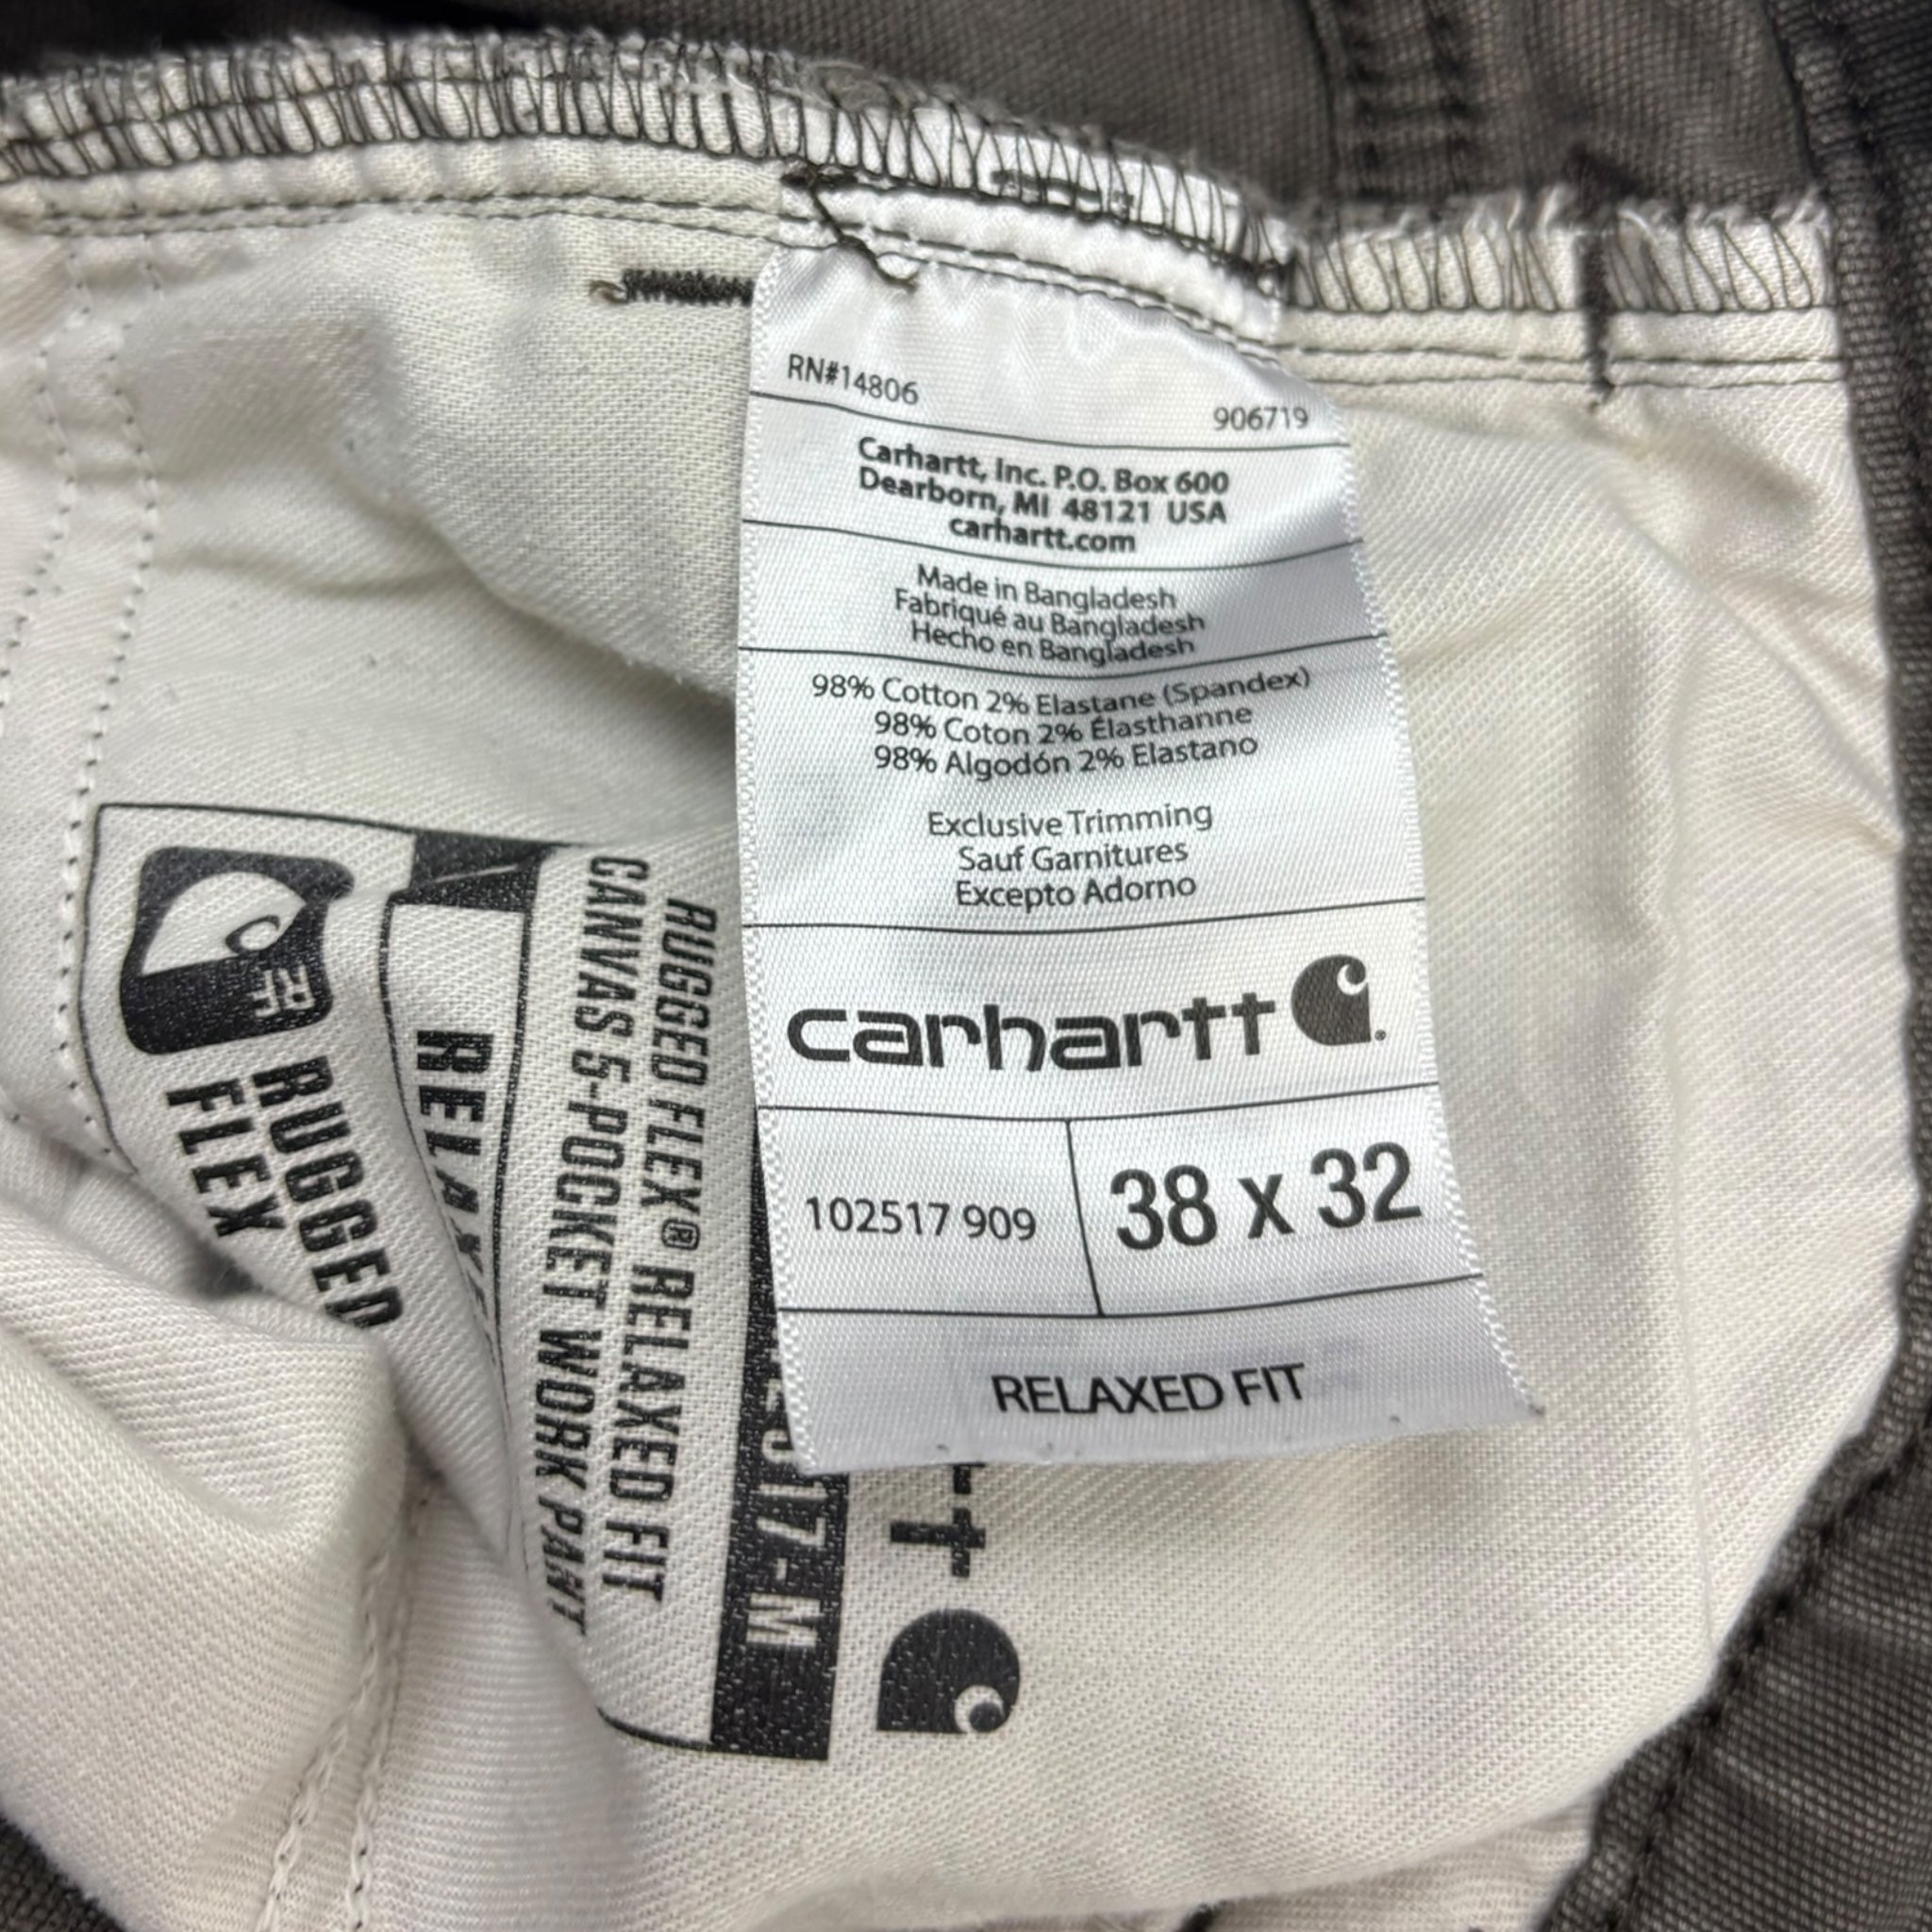 RN#14806
906719
Carhartt, Inc. P.O. Box 600
Dearborn, MI 48121 USA
carhartt.com
Made in Bangladesh
Fabriqué au Bangladesh
Hecho en Bangladesh
98% Cotton 2% Elastane (Spandex)
98% Coton 2% Élasthanne
98% Algodón 2% Elastano
Exclusive Trimming
Sauf Garnitures
Excepto Adorno
carhartt
102517 909
38 x 32
RELAXED FIT
17-M
RUGGED FLEX® RELAXED FIT
CANVAS 5-POCKET WORK PANT
RF
RUGGED
FLEX